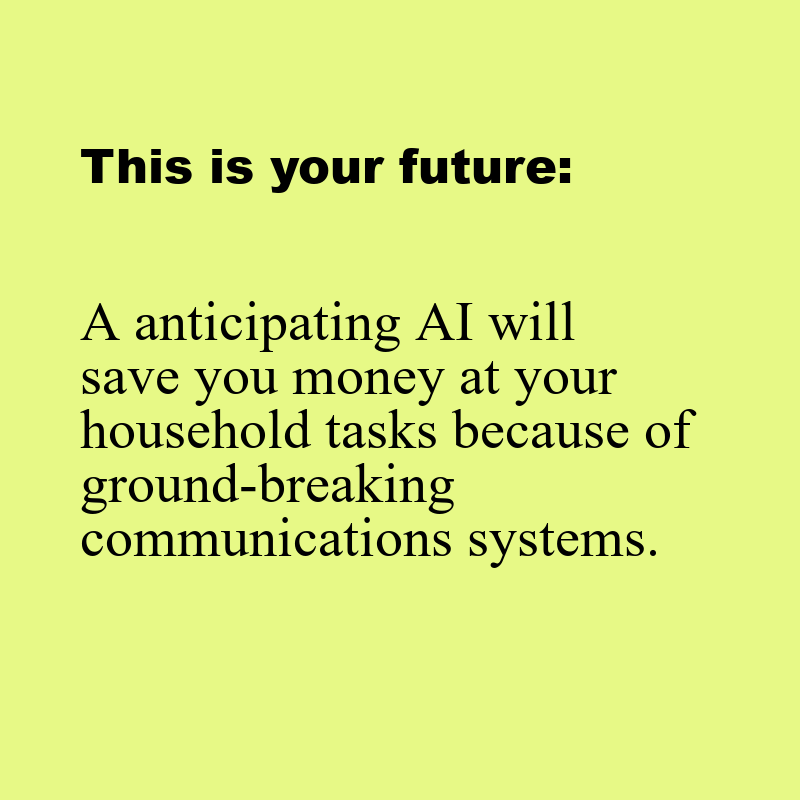 This is your future:
A anticipating AI will
save you money at your
household tasks because of
ground-breaking
communications systems.